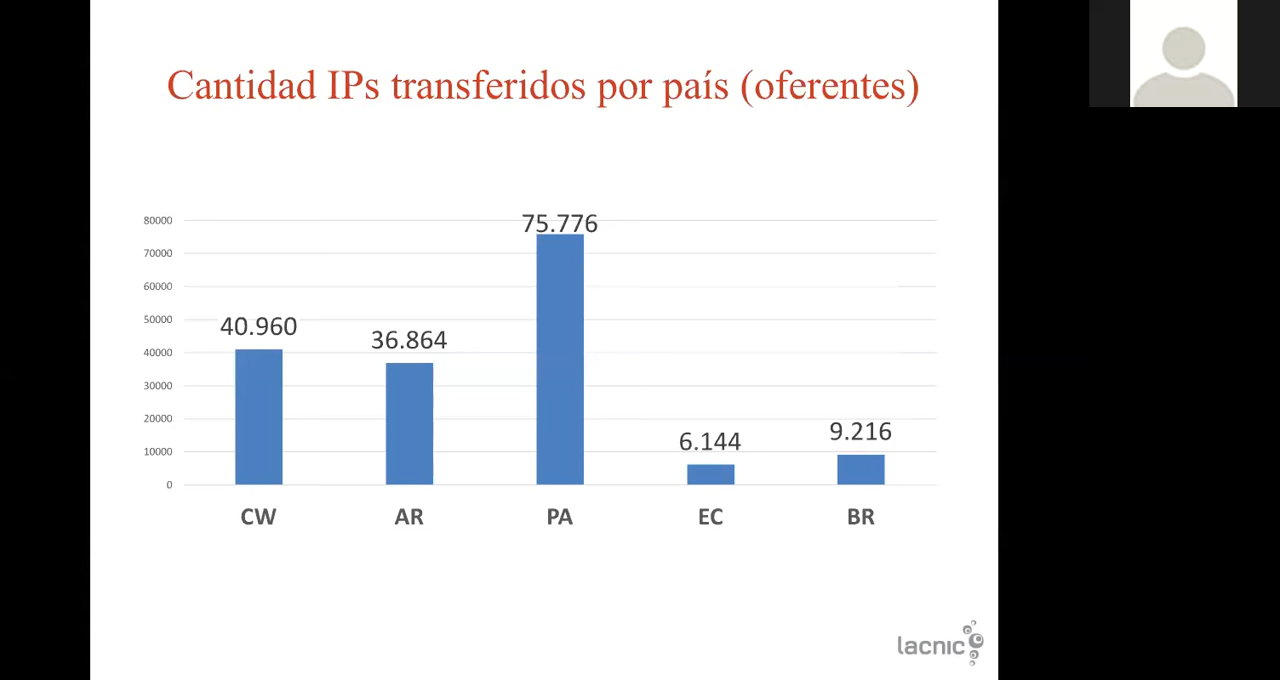 Cantidad IPs transferidos por país (oferentes)
80000
70000
60000
50000
40000
30000
20000
10000
0
40.960
36.864
75.776
6.144
9.216
CW
AR
PA
EC
BR
lacnic